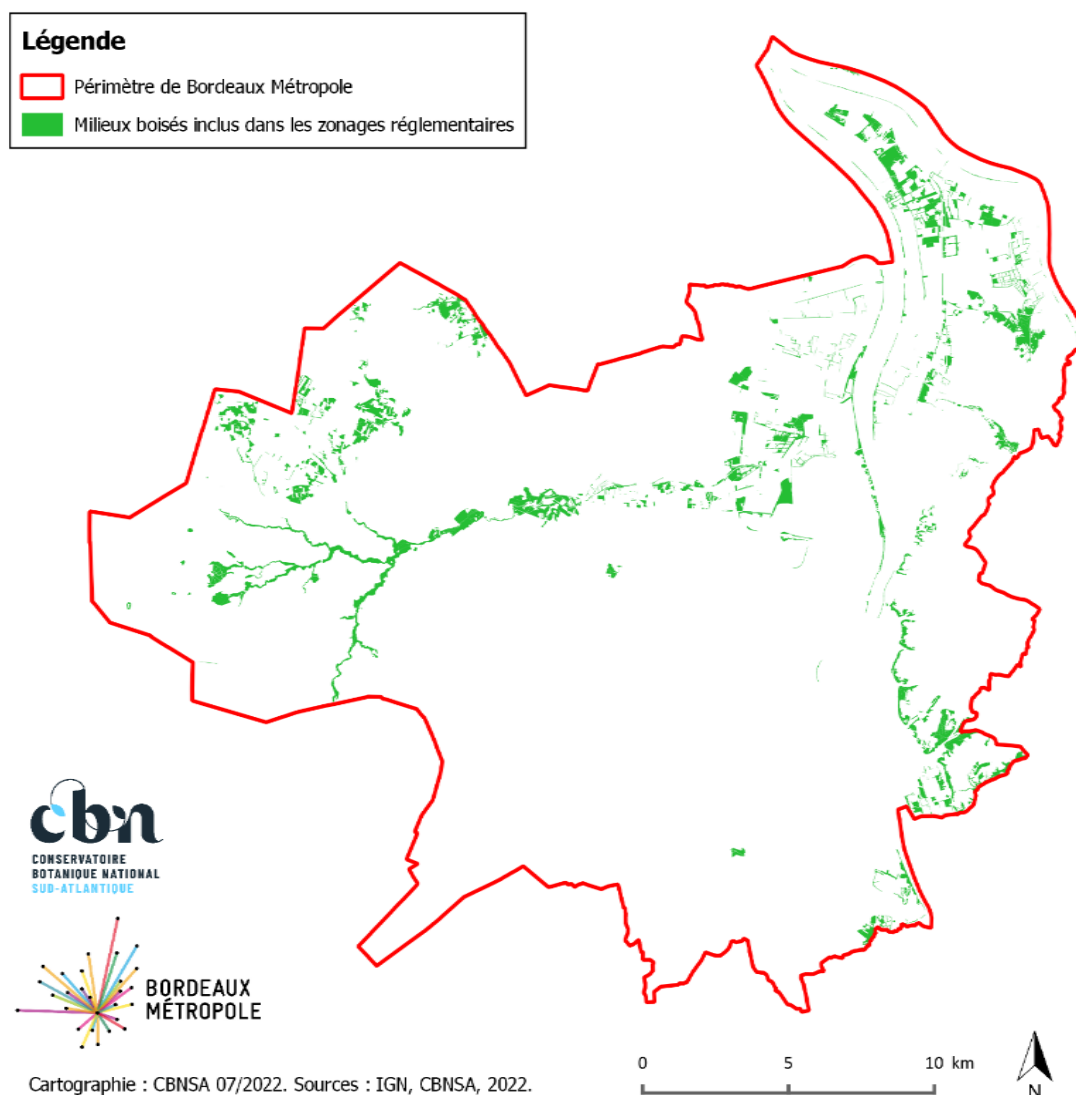 Légende
Périmètre de Bordeaux Métropole
Milieux boisés inclus dans les zonages réglementaires
cbn
CONSERVATOIRE
BOTANIQUE NATIONAL
SUD-ATLANTIQUE
BORDEAUX
MÉTROPOLE
Cartographie : CBNSA 07/2022. Sources : IGN, CBNSA, 2022.
0 5 10 km
N